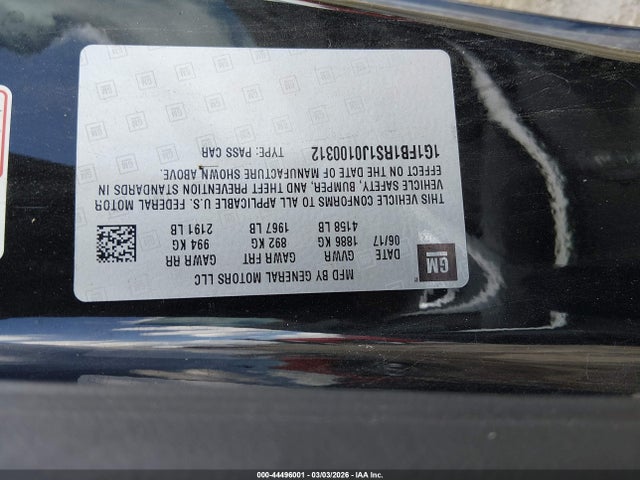 MFD BY GENERAL MOTORS LLC
GM
DATE GVWR GAWR FRT GAWR RR
06/17 1886 KG 892 KG 994 KG
4158 LB 1967 LB 2191 LB
THIS VEHICLE CONFORMS TO ALL APPLICABLE U.S. FEDERAL MOTOR
VEHICLE SAFETY, BUMPER, AND THEFT PREVENTION STANDARDS IN
EFFECT ON THE DATE OF MANUFACTURE SHOWN ABOVE.
1G1FB1RS1J0100312 TYPE: PASS CAR
000-44496001 - 03/03/2026 - IAA Inc.